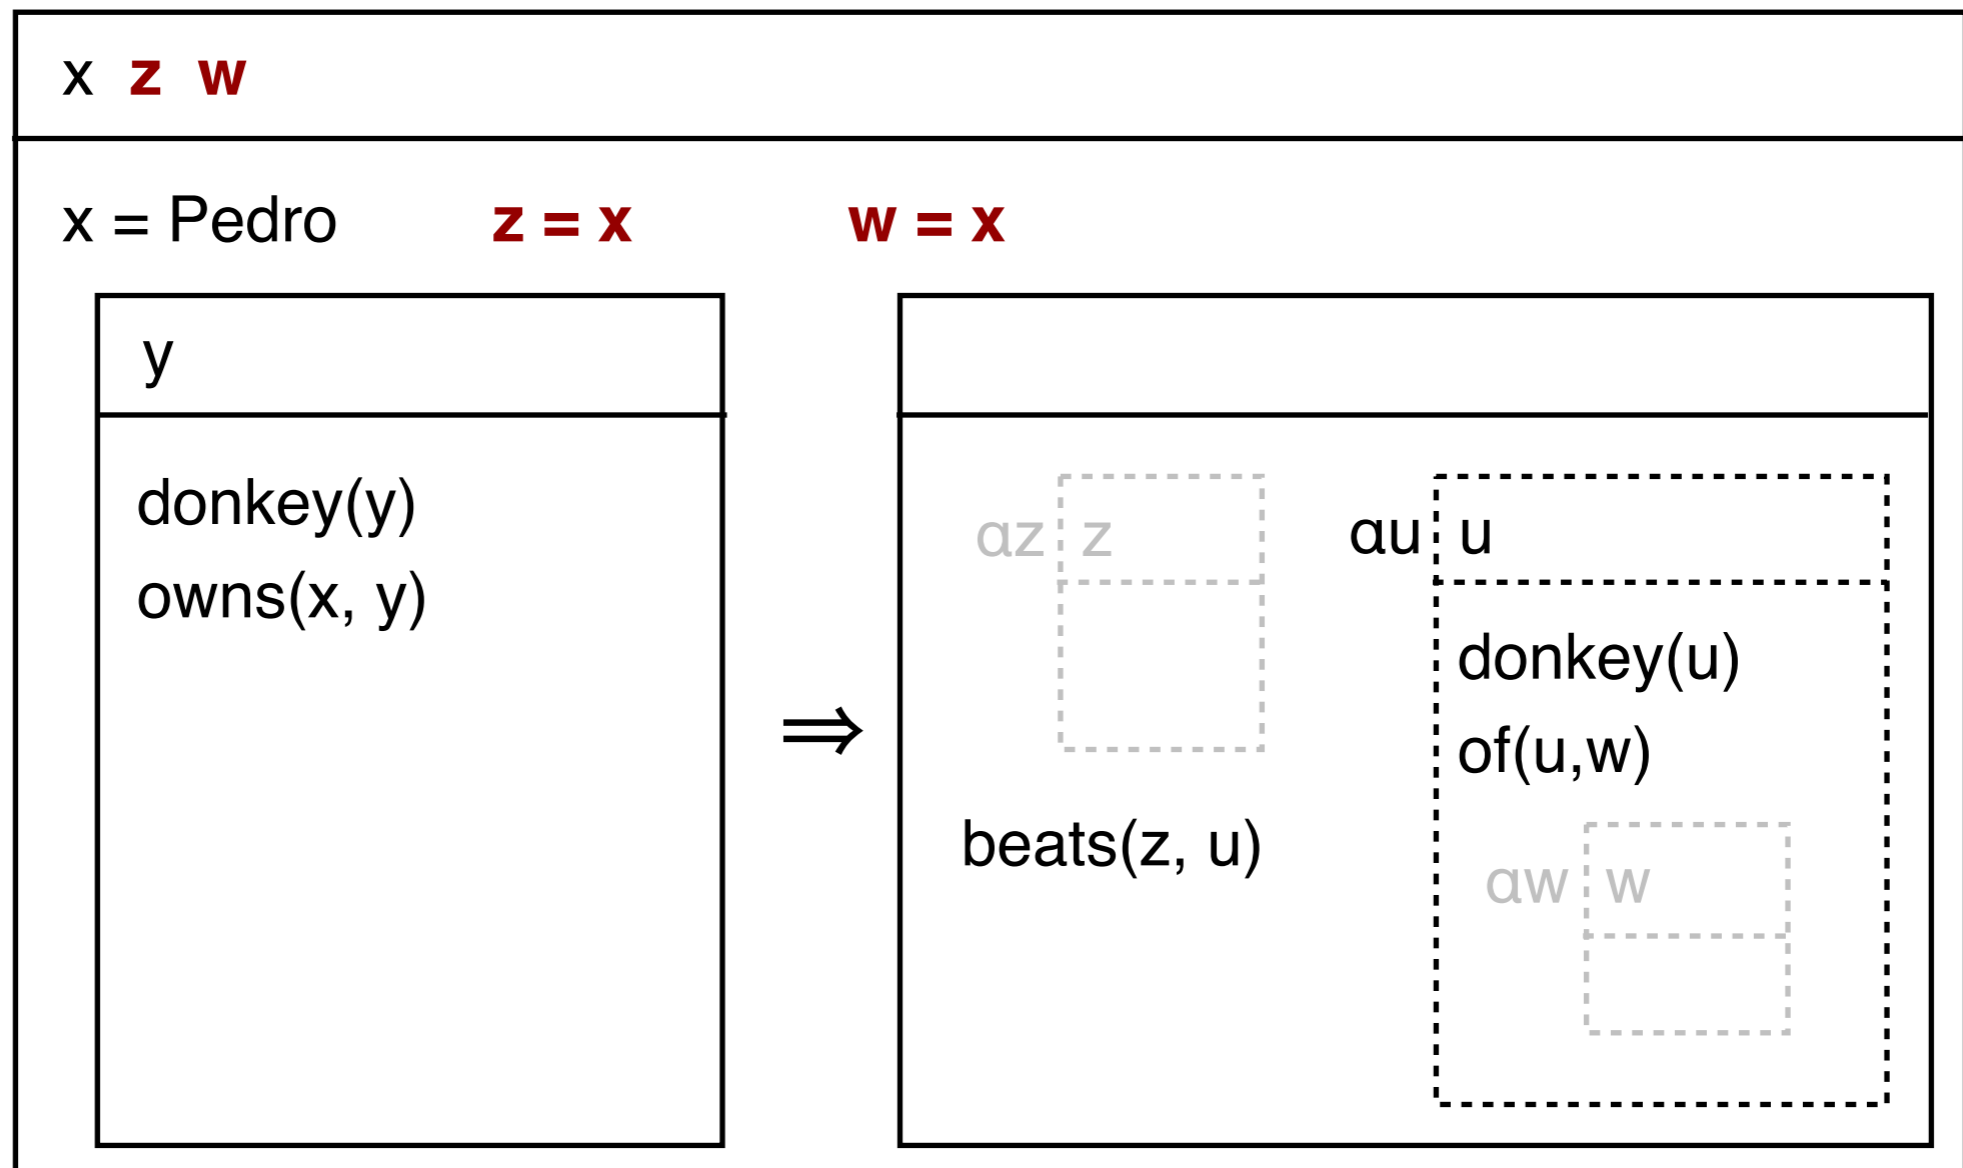 x z w
x = Pedro z = x w = x
y
donkey(y)
owns(x, y)
⇒
αz z
beats(z, u)
αu u
donkey(u)
of(u,w)
αw w